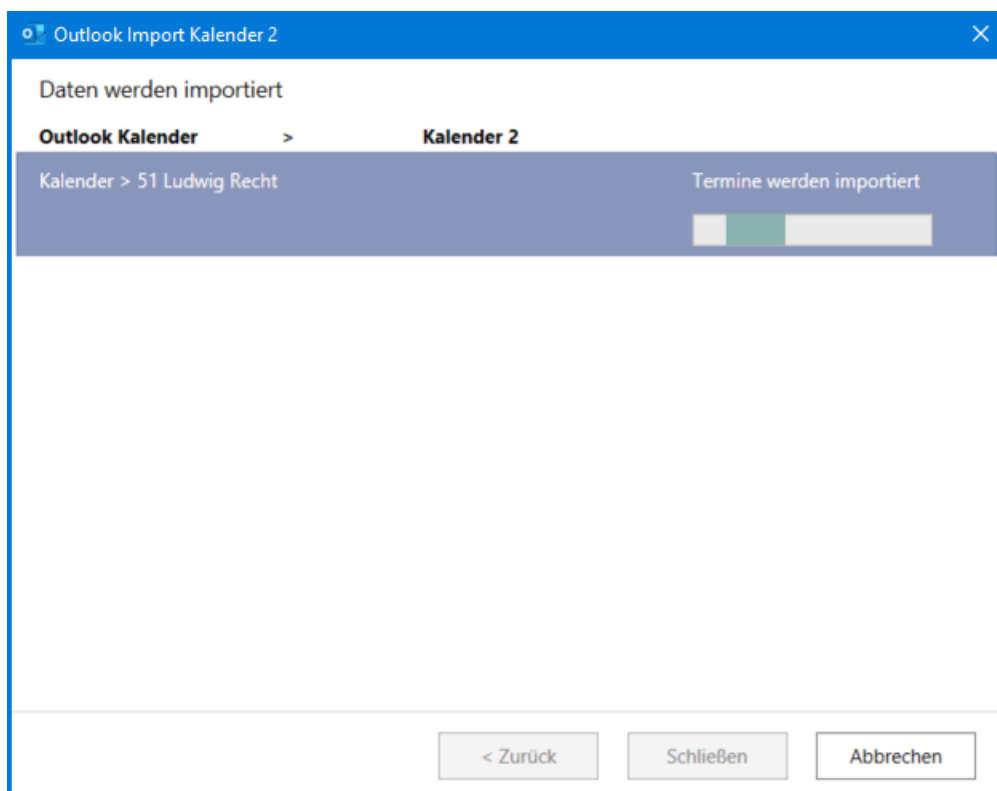 Outlook Import Kalender 2
Daten werden importiert
Outlook Kalender > Kalender 2
Kalender > 51 Ludwig Recht Termine werden importiert
< Zurück Schließen Abbrechen